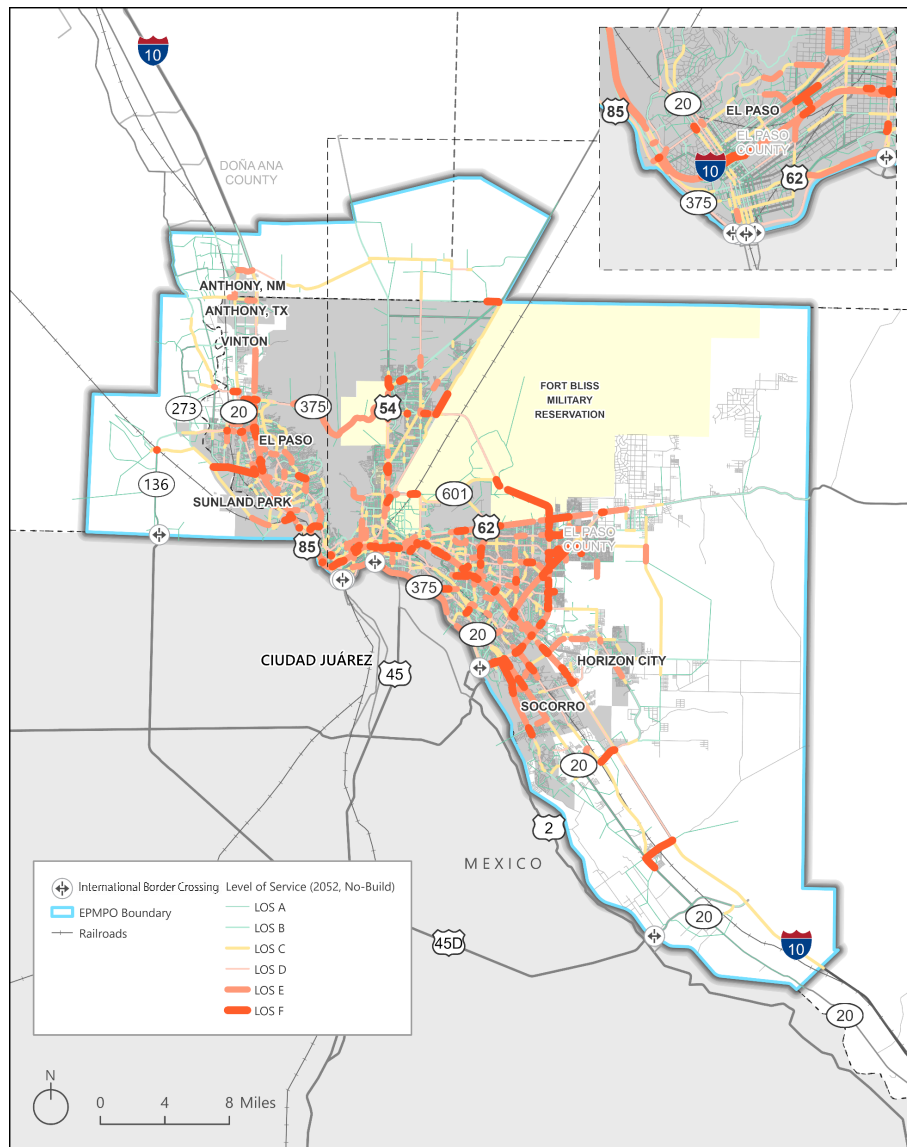 10
DOÑA ANA
COUNTY
85
20
EL PASO
EL PASO
COUNTY
10
62
375
ANTHONY, NM
ANTHONY, TX
VINTON
273
20
375
54
FORT BLISS
MILITARY
RESERVATION
EL PASO
136
SUNLAND PARK
601
62
85
EL PASO
COUNTY
375
20
CIUDAD JUÁREZ
45
HORIZON CITY
SOCORRO
20
2
MEXICO
International Border Crossing
EPMPO Boundary
Railroads
Level of Service (2052, No-Build)
LOS A
LOS B
LOS C
LOS D
LOS E
LOS F
45D
20
10
20
N
0 4 8 Miles